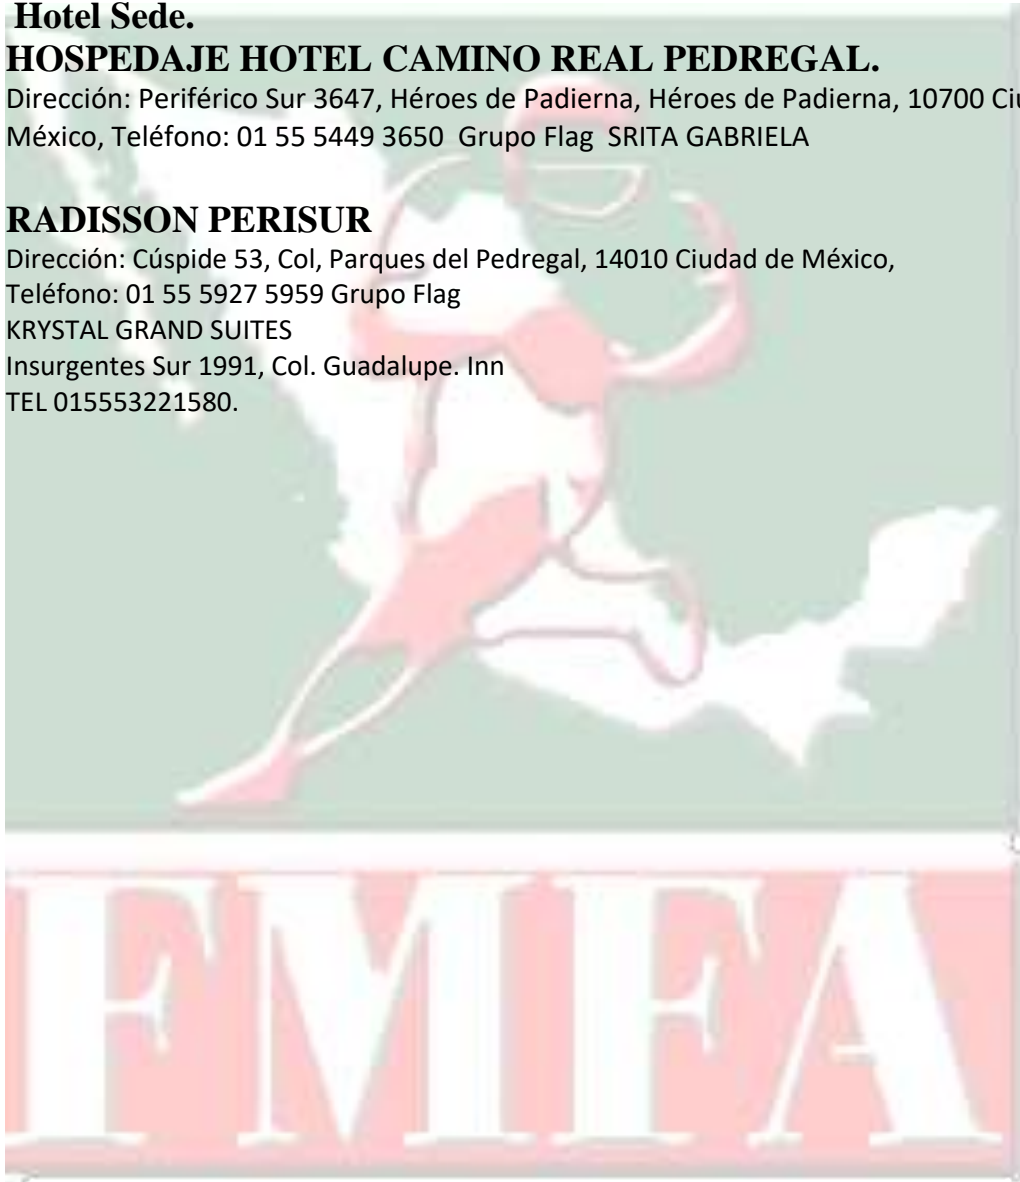 Hotel Sede.
HOSPEDAJE HOTEL CAMINO REAL PEDREGAL.
Dirección: Periférico Sur 3647, Héroes de Padierna, Héroes de Padierna, 10700
México, Teléfono: 01 55 5449 3650  Grupo Flag  SRITA GABRIELA
RADISSON PERISUR
Dirección: Cúspide 53, Col, Parques del Pedregal, 14010 Ciudad de México,
Teléfono: 01 55 5927 5959 Grupo Flag
KRYSTAL GRAND SUITES
Insurgentes Sur 1991, Col. Guadalupe. Inn
TEL 015553221580.
FMFA